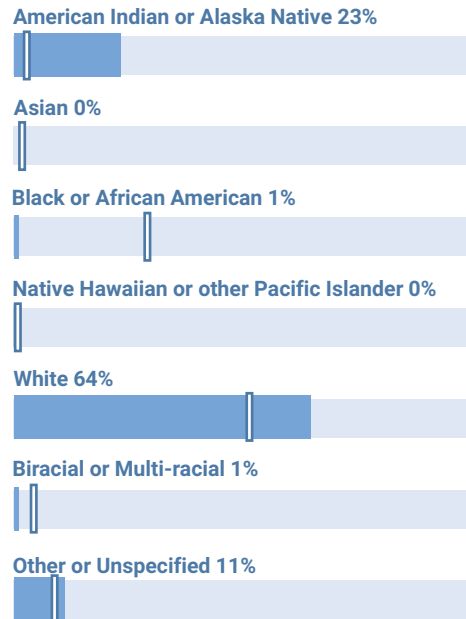 American Indian or Alaska Native 23%
Asian 0%
Black or African American 1%
Native Hawaiian or other Pacific Islander 0%
White 64%
Biracial or Multi-racial 1%
Other or Unspecified 11%